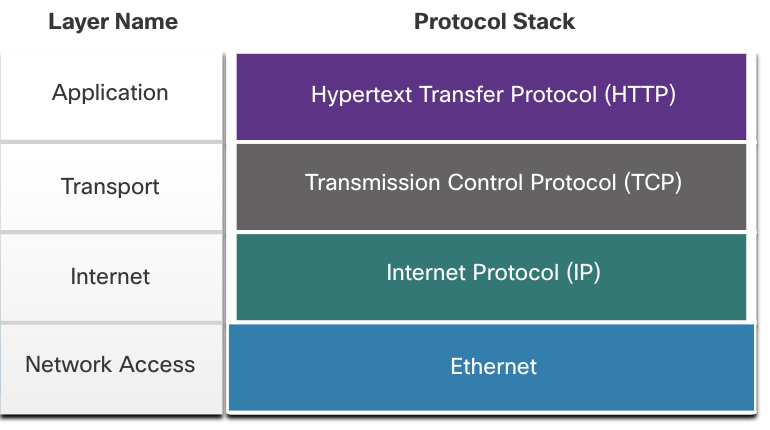 Layer Name Protocol Stack
Application Hypertext Transfer Protocol (HTTP)
Transport Transmission Control Protocol (TCP)
Internet Internet Protocol (IP)
Network Access Ethernet